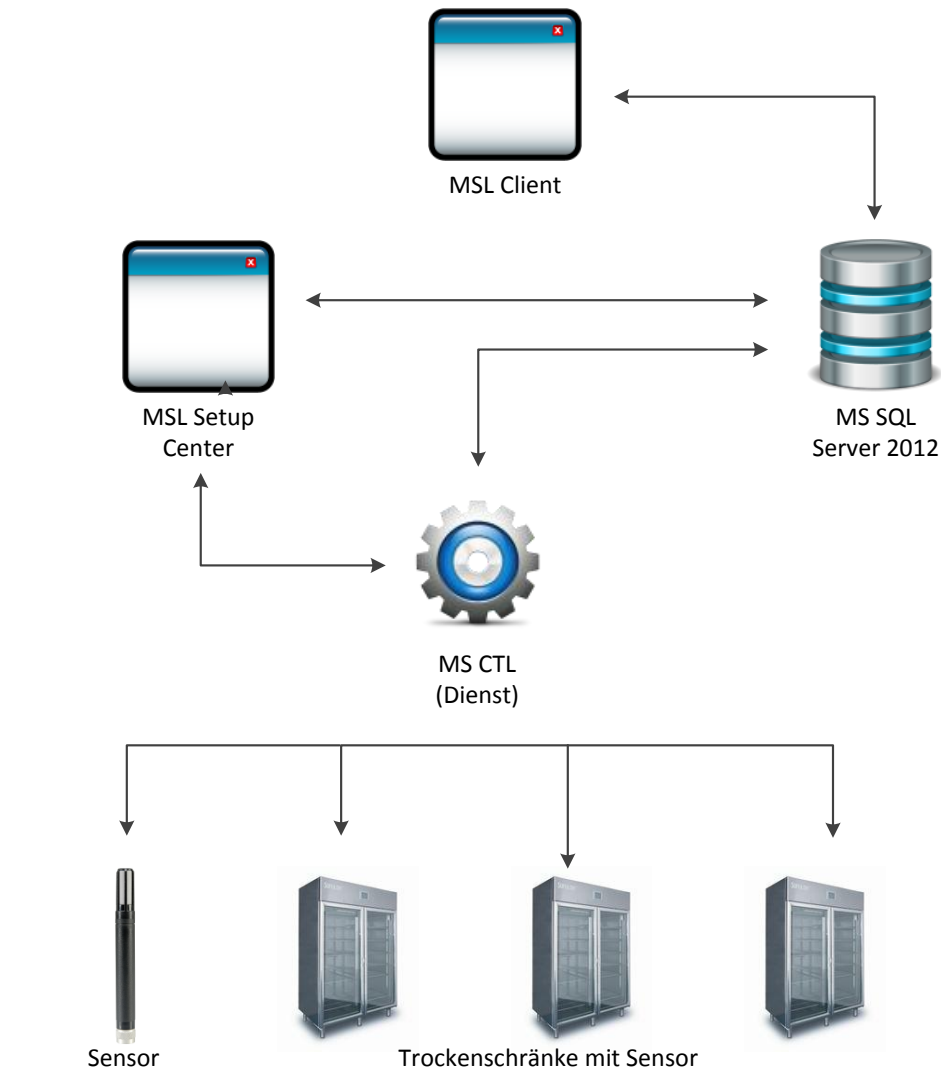 MSL Client
MSL Setup
Center
MS SQL
Server 2012
MS CTL
(Dienst)
Sensor
Trockenschränke mit Sensor